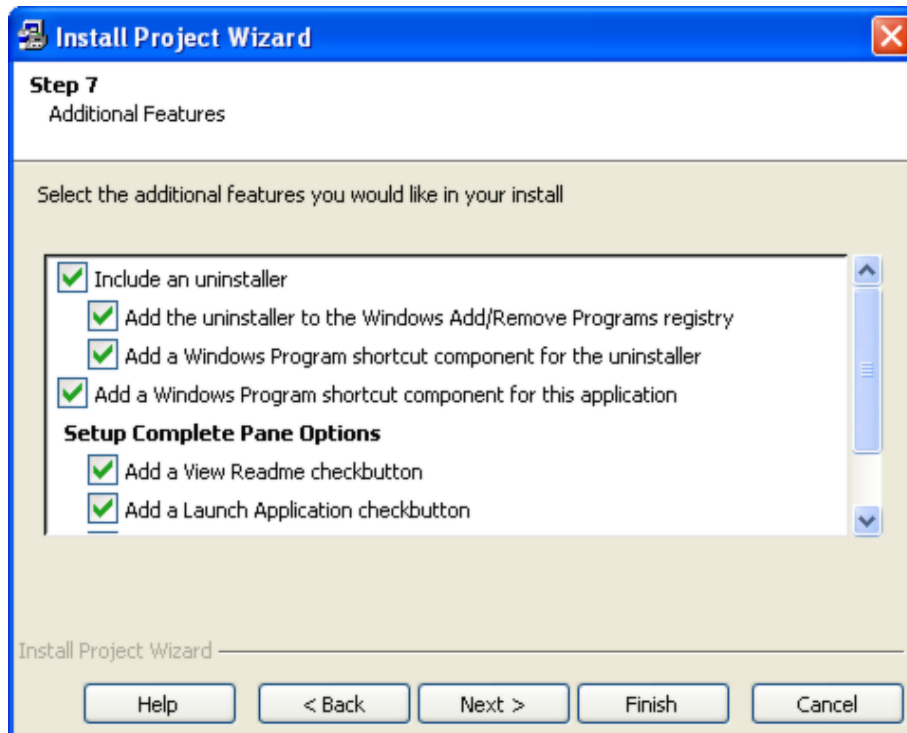 Install Project Wizard
Step 7
Additional Features
Select the additional features you would like in your install
Include an uninstaller
Add the uninstaller to the Windows Add/Remove Programs registry
Add a Windows Program shortcut component for the uninstaller
Add a Windows Program shortcut component for this application
Setup Complete Pane Options
Add a View Readme checkbutton
Add a Launch Application checkbutton
Install Project Wizard
Help
< Back
Next >
Finish
Cancel